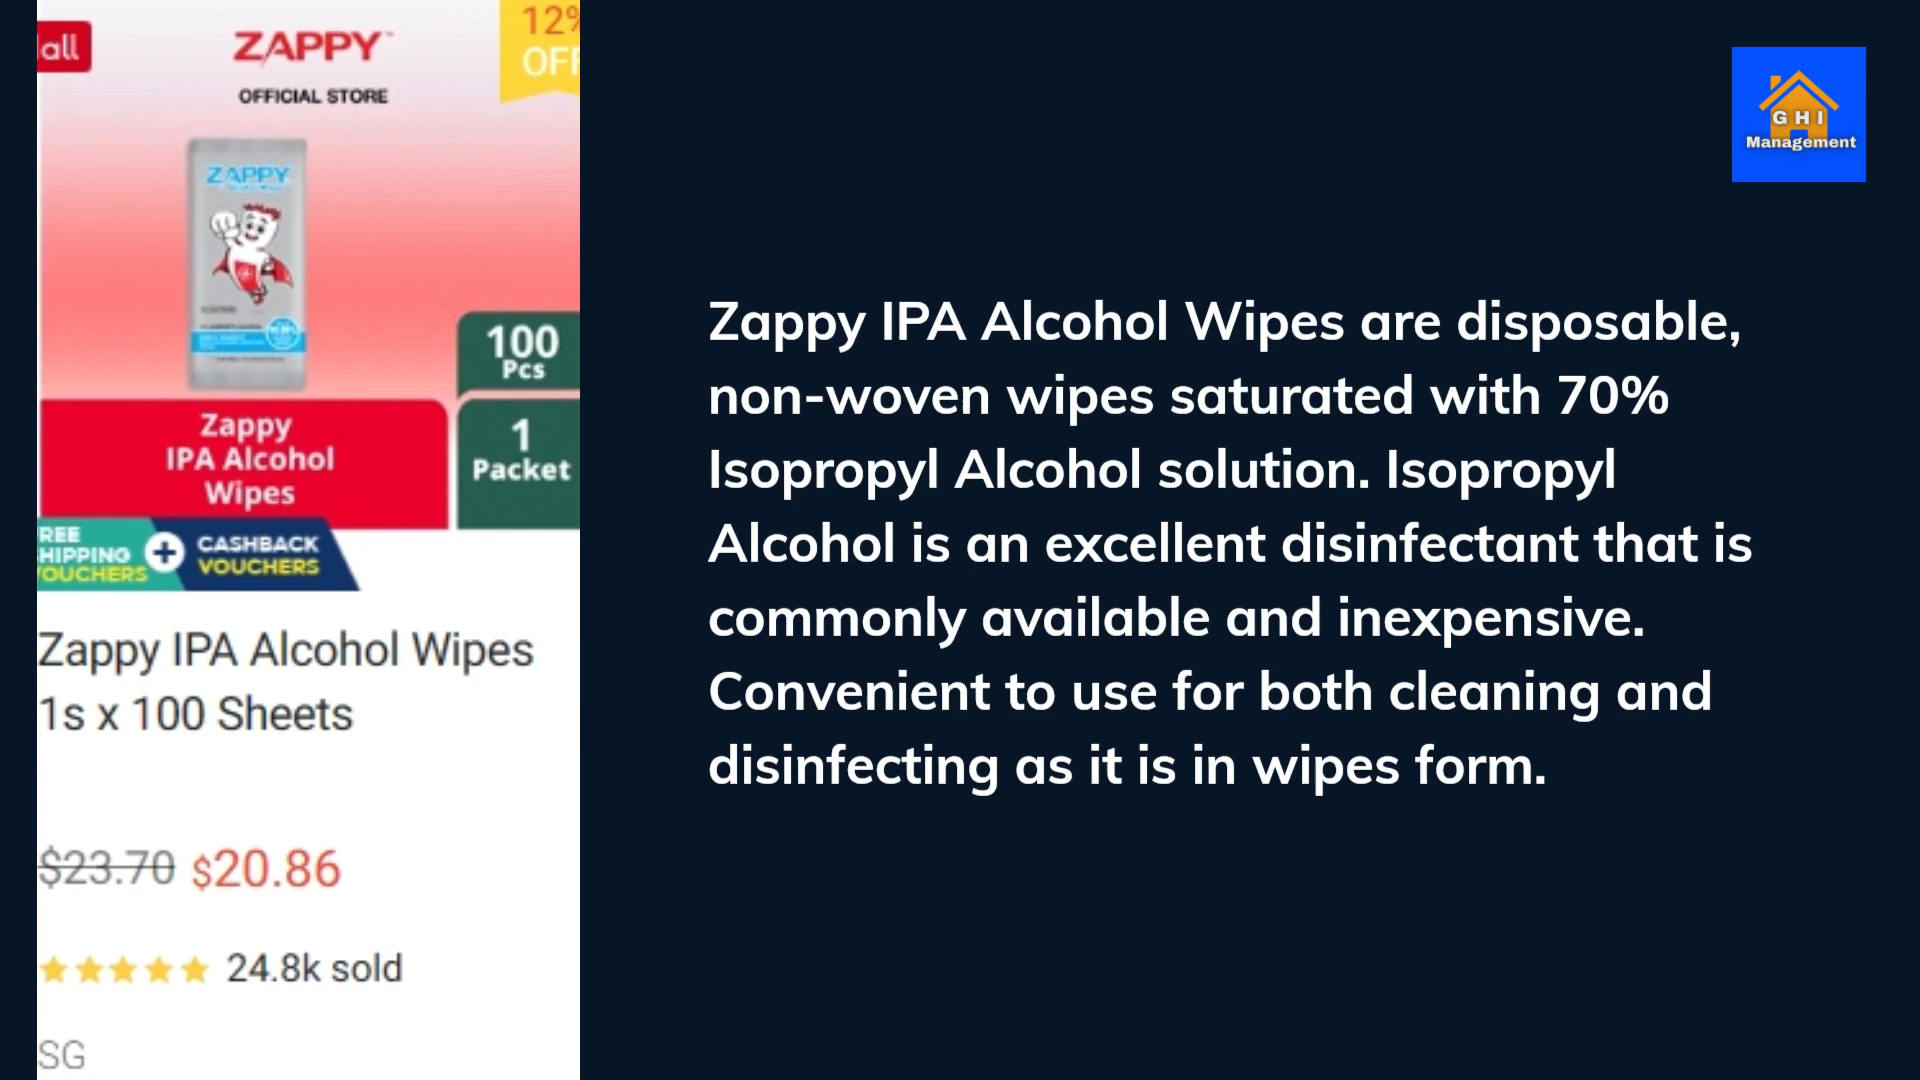 all
ZAPPY
OFFICIAL STORE
12%
OFF
ZAPPY
100
Pcs
1
Packet
Zappy
IPA Alcohol
Wipes
REE
HIPPING
OUCHERS
+
CASHBACK
VOUCHERS
Zappy IPA Alcohol Wipes
1s x 100 Sheets
$23.70 $20.86
24.8k sold
SG
GHI
Management
Zappy IPA Alcohol Wipes are disposable,
non-woven wipes saturated with 70%
Isopropyl Alcohol solution. Isopropyl
Alcohol is an excellent disinfectant that is
commonly available and inexpensive.
Convenient to use for both cleaning and
disinfecting as it is in wipes form.